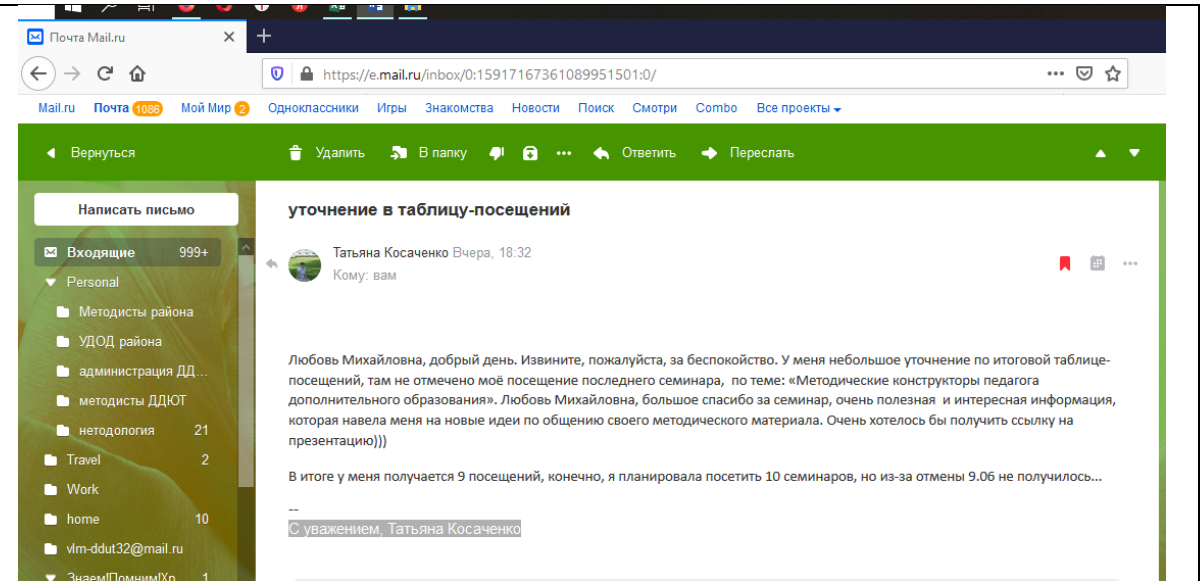 Почта Mail.ru
https://e.mail.ru/inbox/0:15917167361089951501:0/
Mail.ru Почта 1086 Мой Мир 2 Одноклассники Игры Знакомства Новости Поиск Смотри Combo Все проекты
Вернуться Удалить В папку Ответить Переслать
Написать письмо
уточнение в таблицу-посещений
Входящие 999+
Татьяна Косаченко Вчера, 18:32
Кому: вам
Personal
Методисты района
УДОД района
администрация ДД...
методисты ДДЮТ
нетодология 21
Travel 2
Work
home 10
vlm-ddut32@mail.ru
Знаем!Помним!Хр 1
Любовь Михайловна, добрый день. Извините, пожалуйста, за беспокойство. У меня небольшое уточнение по итоговой таблице-
посещений, там не отмечено моё посещение последнего семинара, по теме: «Методические конструкторы педагога
дополнительного образования». Любовь Михайловна, большое спасибо за семинар, очень полезная и интересная информация,
которая навела меня на новые идеи по общению своего методического материала. Очень хотелось бы получить ссылку на
презентацию)))
В итоге у меня получается 9 посещений, конечно, я планировала посетить 10 семинаров, но из-за отмены 9.06 не получилось...
--
С уважением, Татьяна Косаченко